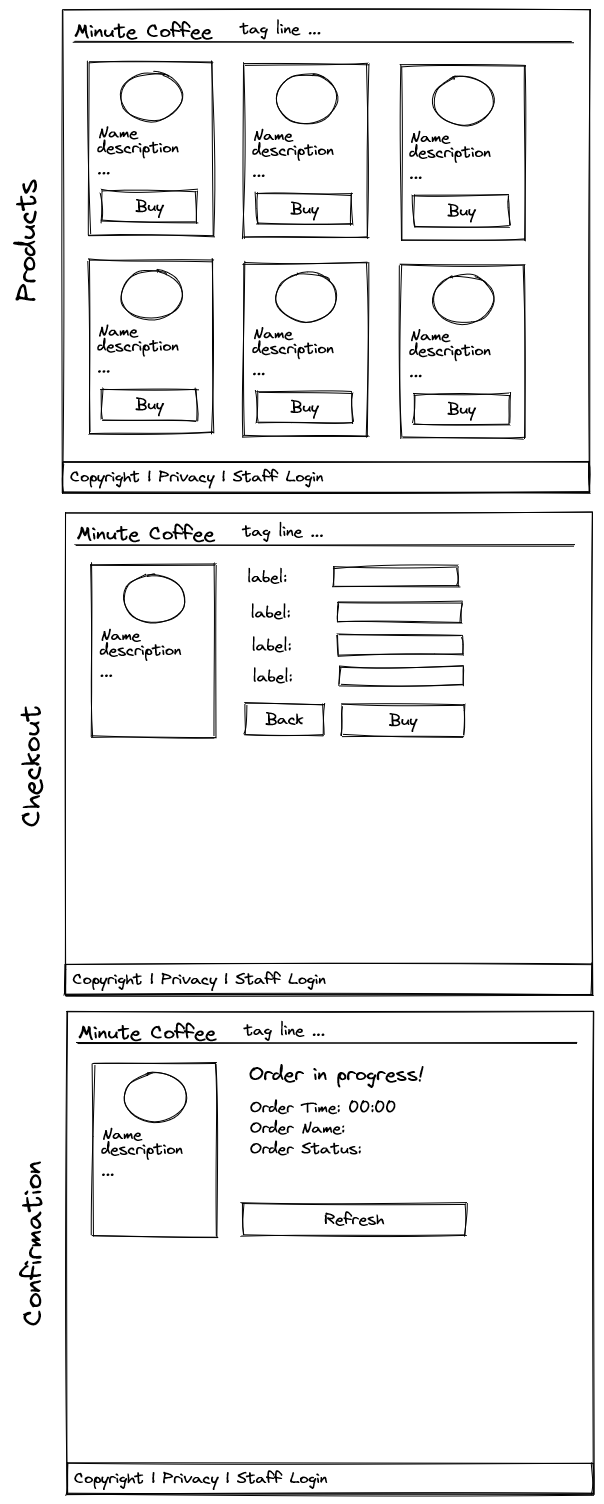 Products
Minute Coffee tag line ...
Name
description
...
Buy
Name
description
...
Buy
Name
description
...
Buy
Name
description
...
Buy
Name
description
...
Buy
Name
description
...
Buy
Copyright | Privacy | Staff Login
Checkout
Minute Coffee tag line ...
Name
description
...
label:
label:
label:
label:
Back
Buy
Copyright | Privacy | Staff Login
Confirmation
Minute Coffee tag line ...
Name
description
...
Order in progress!
Order Time: 00:00
Order Name:
Order Status:
Refresh
Copyright | Privacy | Staff Login